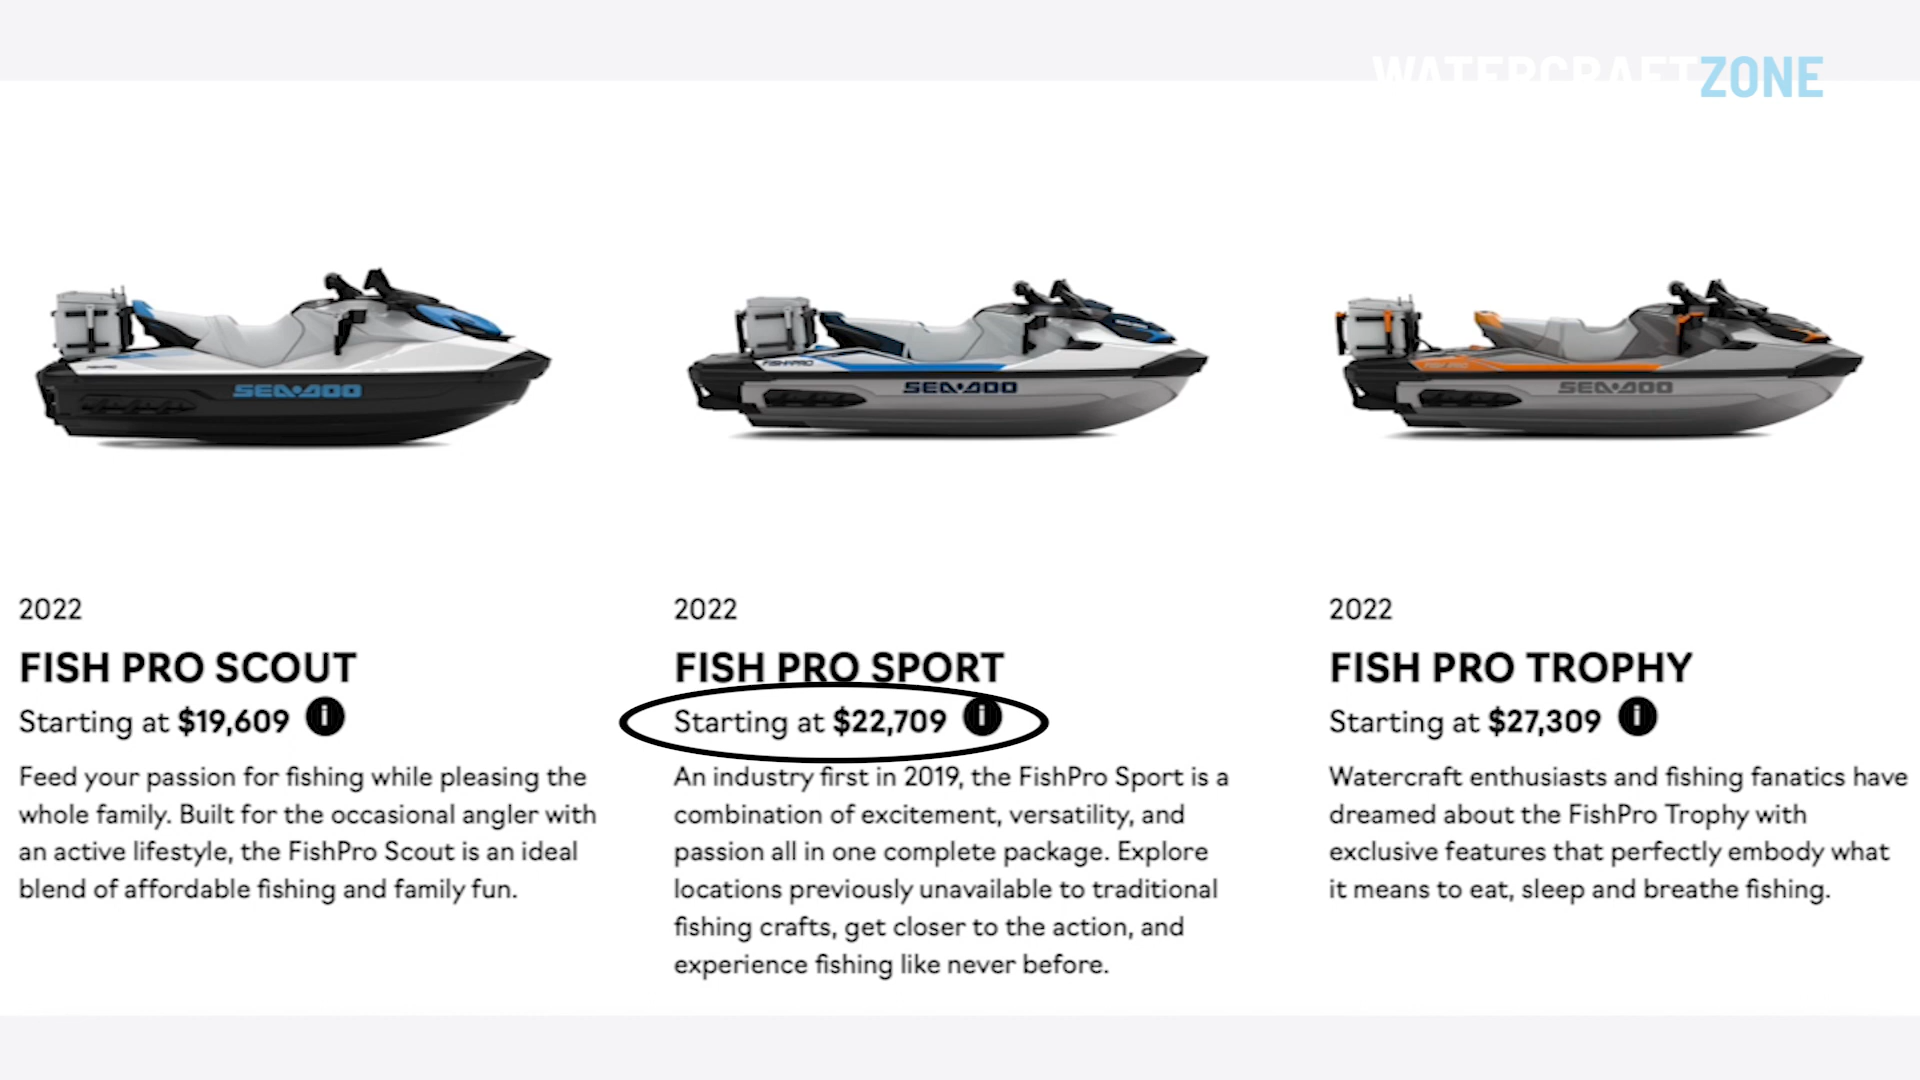 WATERCRAFTZONE
SEA-DOO
FISHPRO
SEA-DOO
SEA-DOO
2022
FISH PRO SCOUT
Starting at $19,609 i
Feed your passion for fishing while pleasing the
whole family. Built for the occasional angler with
an active lifestyle, the FishPro Scout is an ideal
blend of affordable fishing and family fun.
2022
FISH PRO SPORT
Starting at $22,709 i
An industry first in 2019, the FishPro Sport is a
combination of excitement, versatility, and
passion all in one complete package. Explore
locations previously unavailable to traditional
fishing crafts, get closer to the action, and
experience fishing like never before.
2022
FISH PRO TROPHY
Starting at $27,309 i
Watercraft enthusiasts and fishing fanatics have
dreamed about the FishPro Trophy with
exclusive features that perfectly embody what
it means to eat, sleep and breathe fishing.